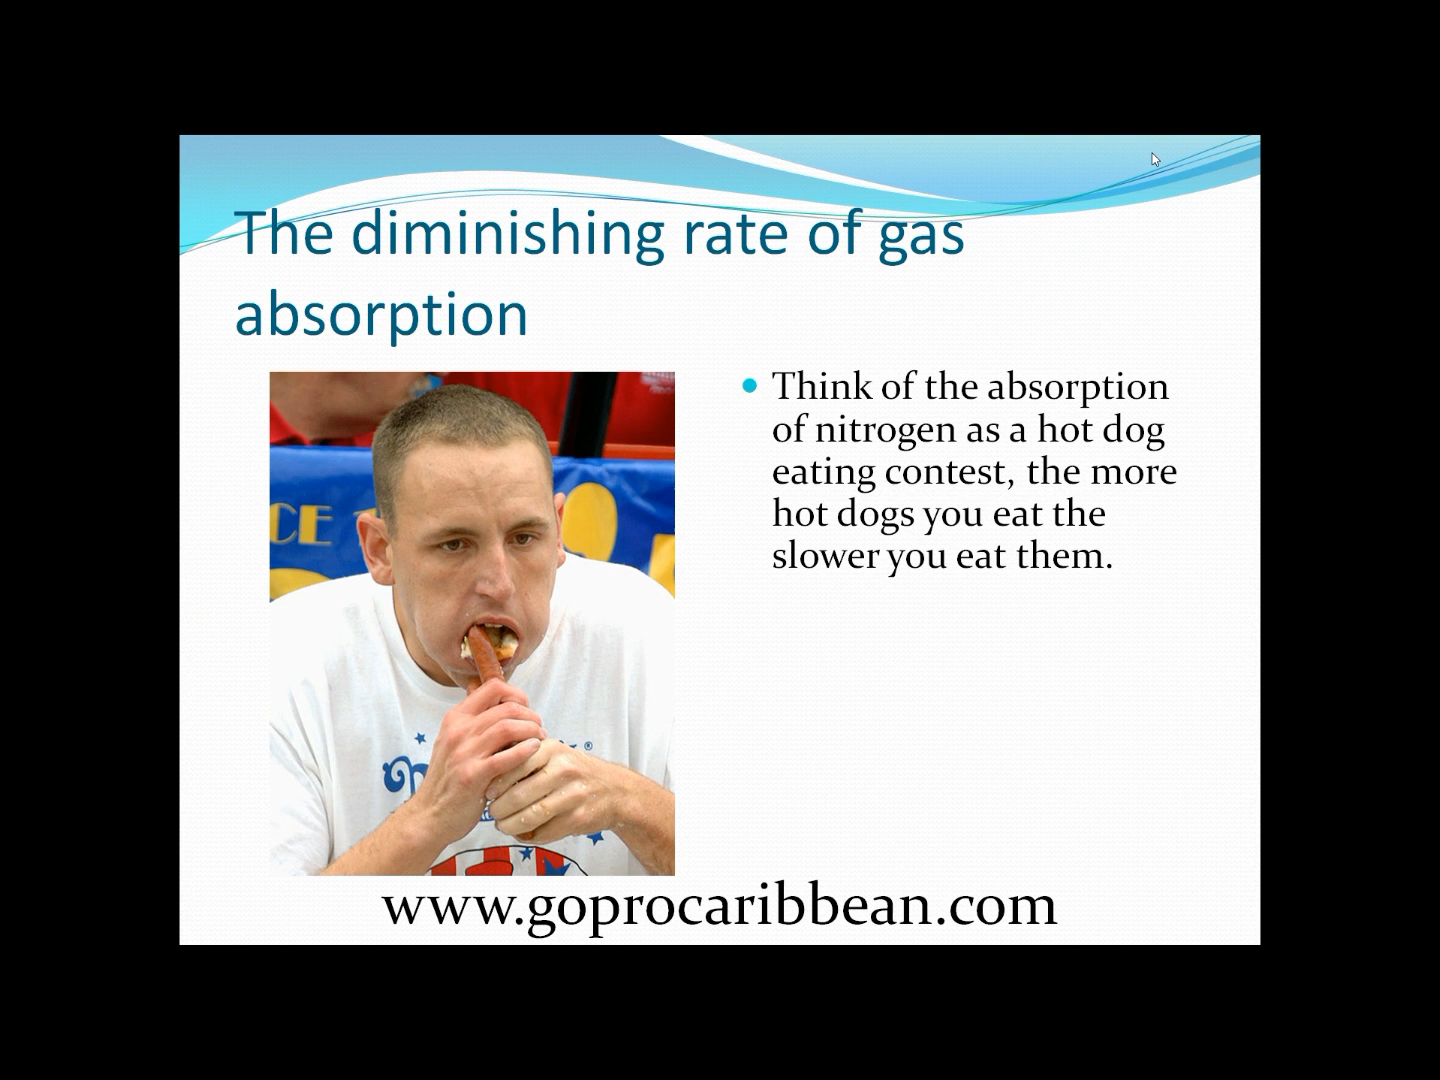 The diminishing rate of gas
absorption
Think of the absorption
of nitrogen as a hot dog
eating contest, the more
hot dogs you eat the
slower you eat them.
CE
www.goprocaribbean.com